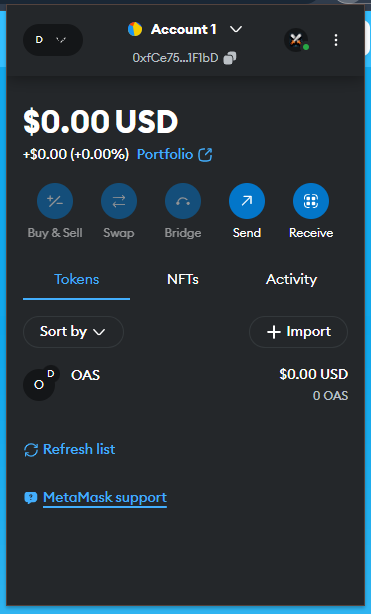 D
Account 1
0xfCe75...1F1bD
$0.00 USD
+$0.00 (+0.00%) Portfolio
Buy & Sell Swap Bridge Send Receive
Tokens NFTs Activity
Sort by + Import
O D OAS $0.00 USD
0 OAS
Refresh list
MetaMask support